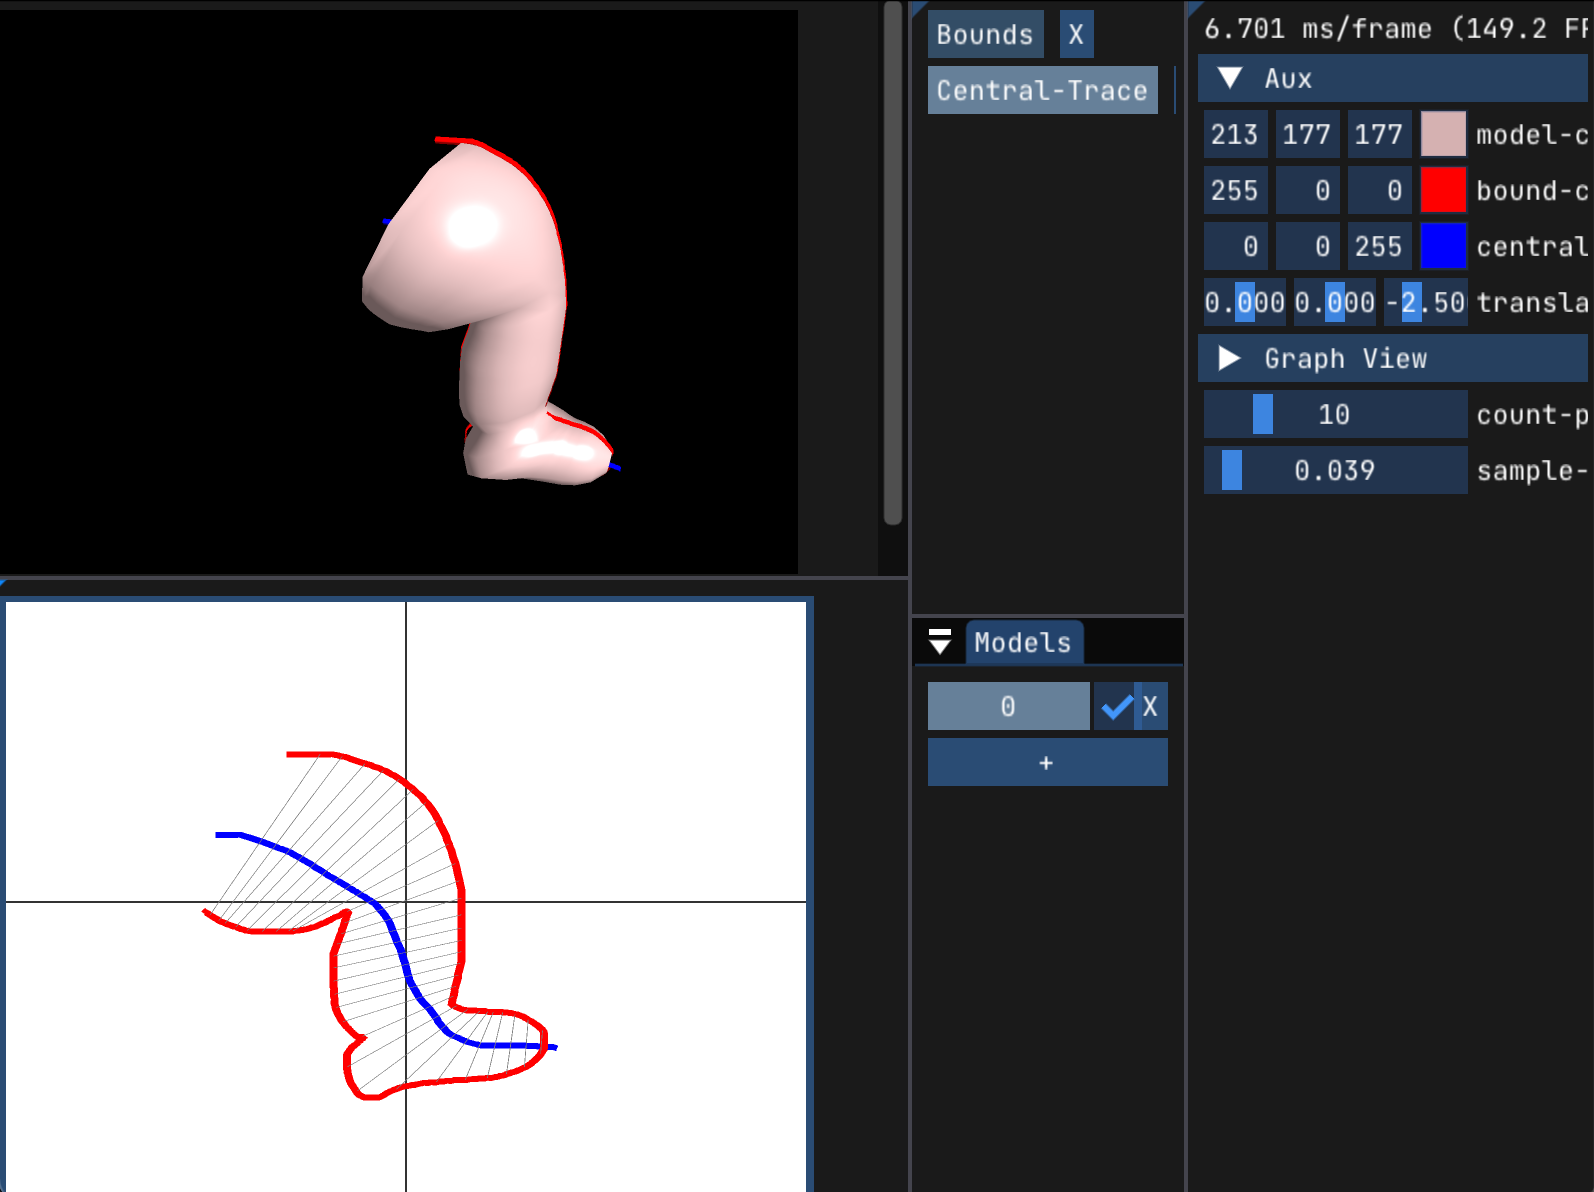 Bounds X
Central-Trace
6.701 ms/frame (149.2 FF
Aux
213 177 177 model-c
255 0 0 bound-c
0 0 255 central
0.000 0.000 -2.50 transla
Graph View
10 count-p
0.039 sample-
Models
0 X
+